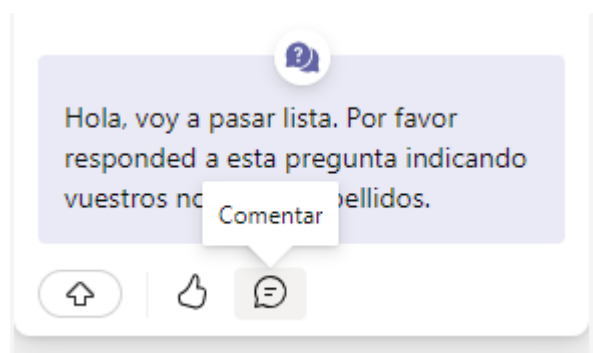 Hola, voy a pasar lista. Por favor
responded a esta pregunta indicando
vuestros
Comentar